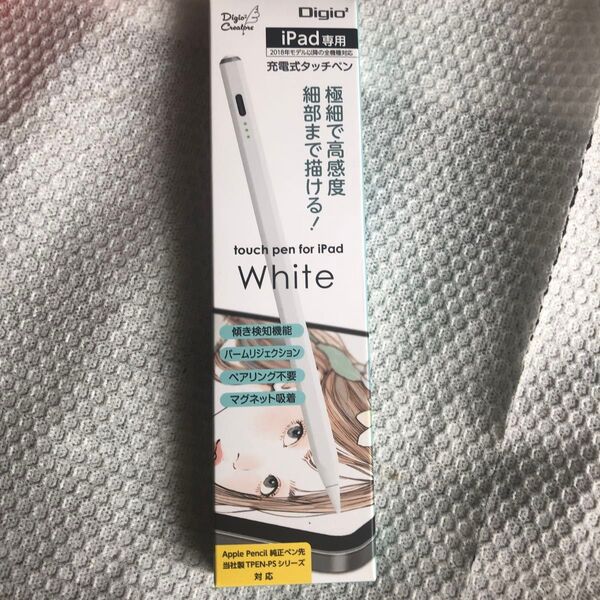 Digio²
Creators
Digio²
iPad専用
2018年モデル以降の全機種対応
充電式タッチペン
極細で高感度
細部まで描ける!
touch pen for iPad
White
傾き検知機能
パームリジェクション
ペアリング不要
マグネット吸着
Apple Pencil 純正ペン先
当社製 TPEN-PS シリーズ
対応